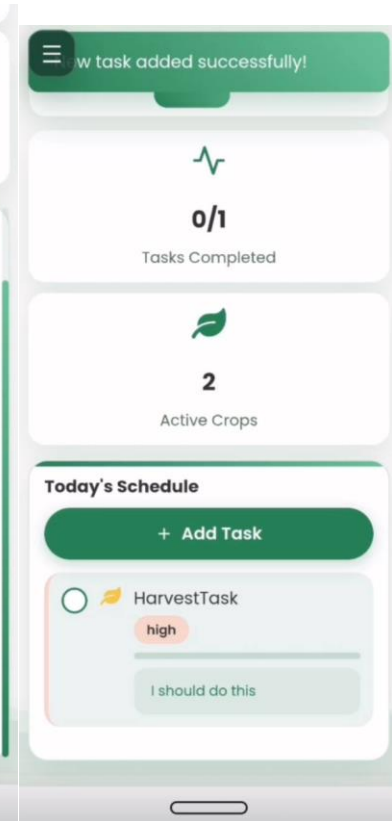 w task added successfully!
0/1
Tasks Completed
2
Active Crops
Today's Schedule
+ Add Task
HarvestTask
high
I should do this